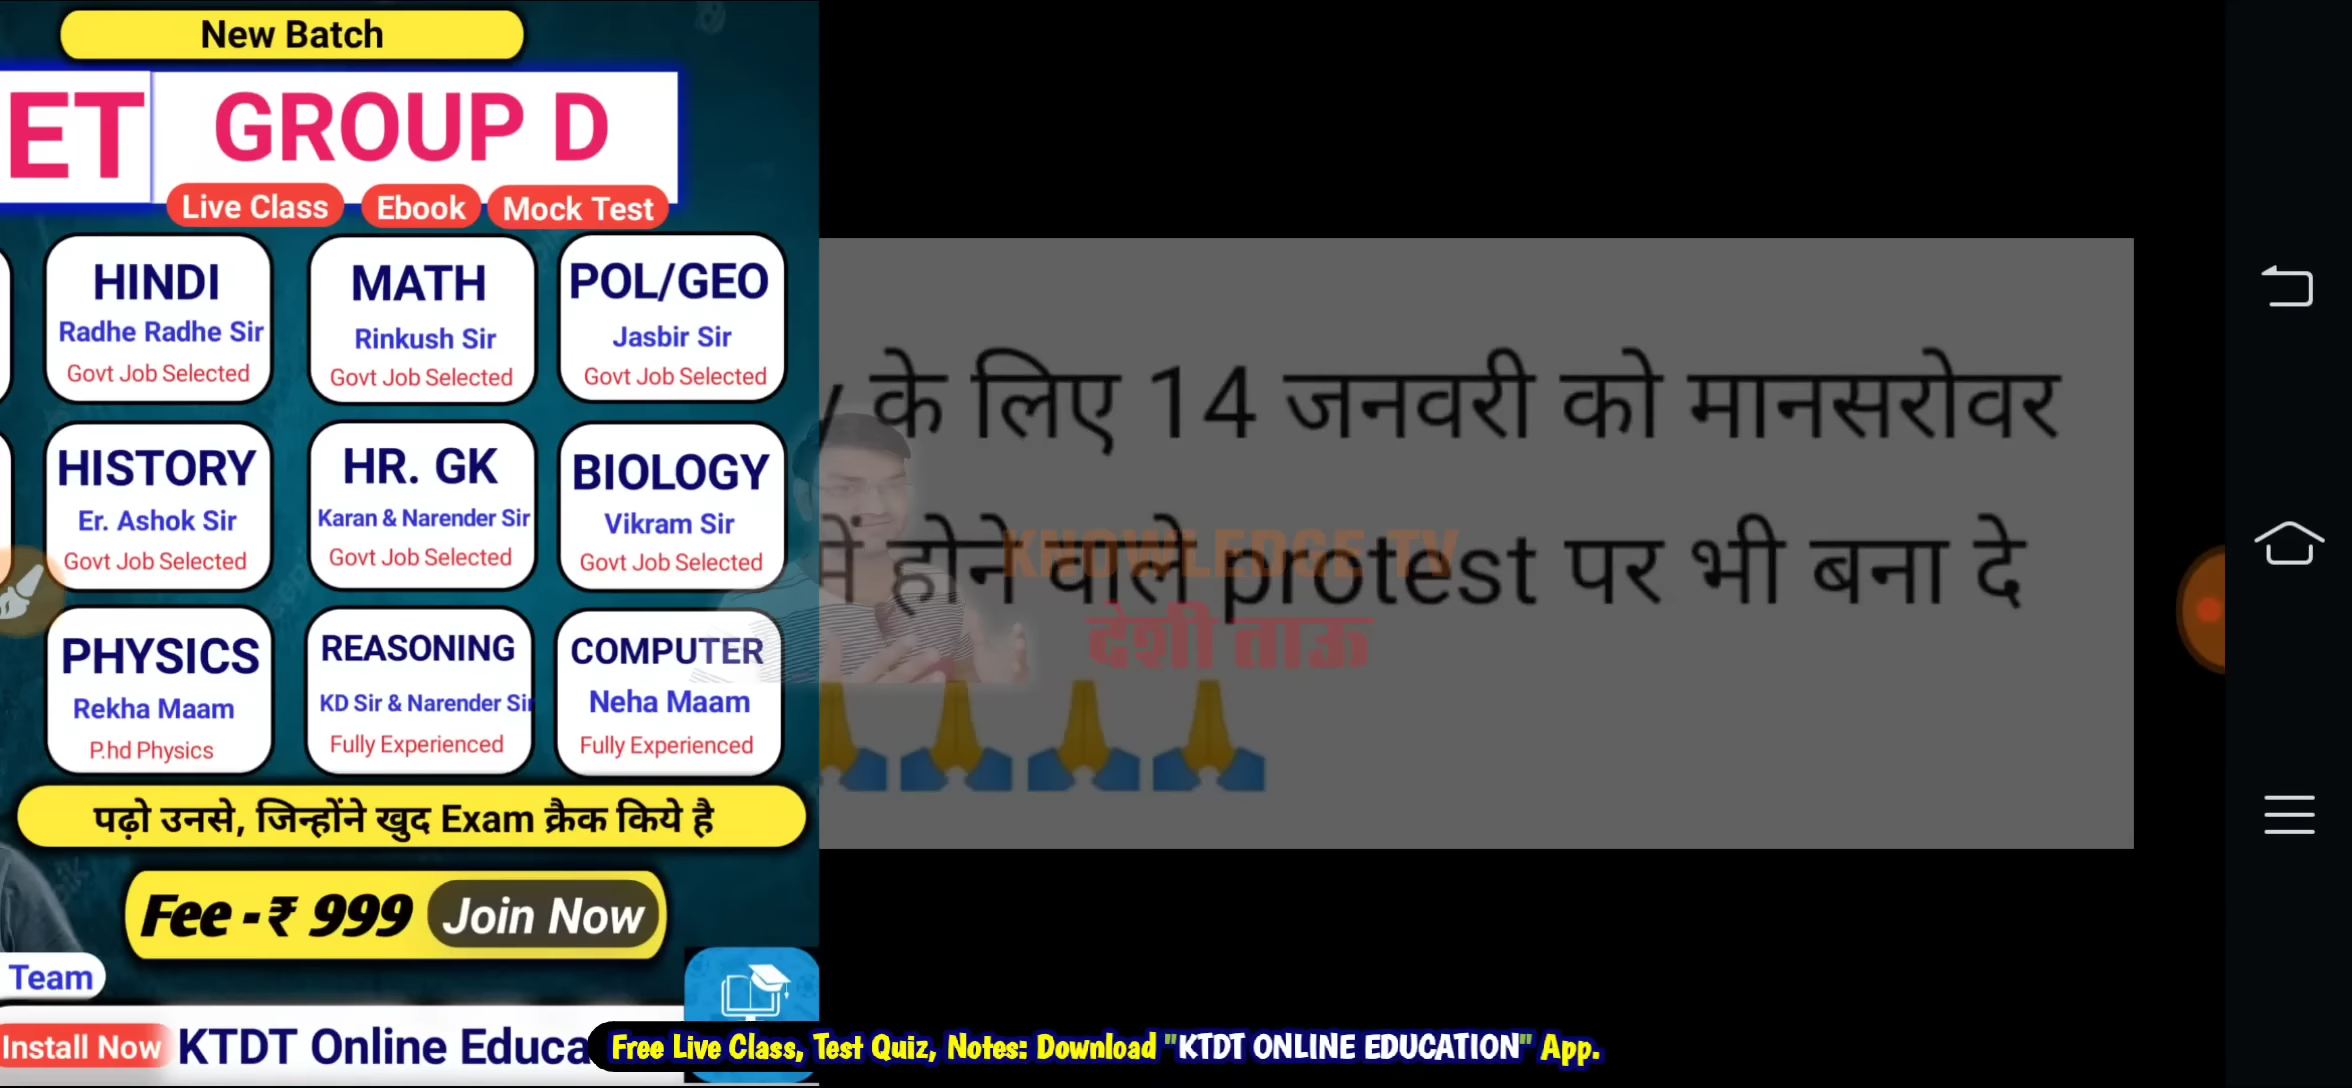 New Batch
ET GROUP D
Live Class Ebook Mock Test
HINDI
Radhe Radhe Sir
Govt Job Selected
MATH
Rinkush Sir
Govt Job Selected
POL/GEO
Jasbir Sir
Govt Job Selected
HISTORY
Er. Ashok Sir
Govt Job Selected
HR. GK
Karan & Narender Sir
Govt Job Selected
BIOLOGY
Vikram Sir
Govt Job Selected
PHYSICS
Rekha Maam
P.hd Physics
REASONING
KD Sir & Narender Sir
Fully Experienced
COMPUTER
Neha Maam
Fully Experienced
पढ़ो उनसे, जिन्होंने खुद Exam क्रैक किये है
Fee -₹ 999 Join Now
Team
Install Now KTDT Online Educa
के लिए 14 जनवरी को मानसरोवर
में होने वाले protest पर भी बना दे
🙏🙏🙏🙏
KNOWLEDGE TV
देशी ताऊ
Free Live Class, Test Quiz, Notes: Download "KTDT ONLINE EDUCATION" App.